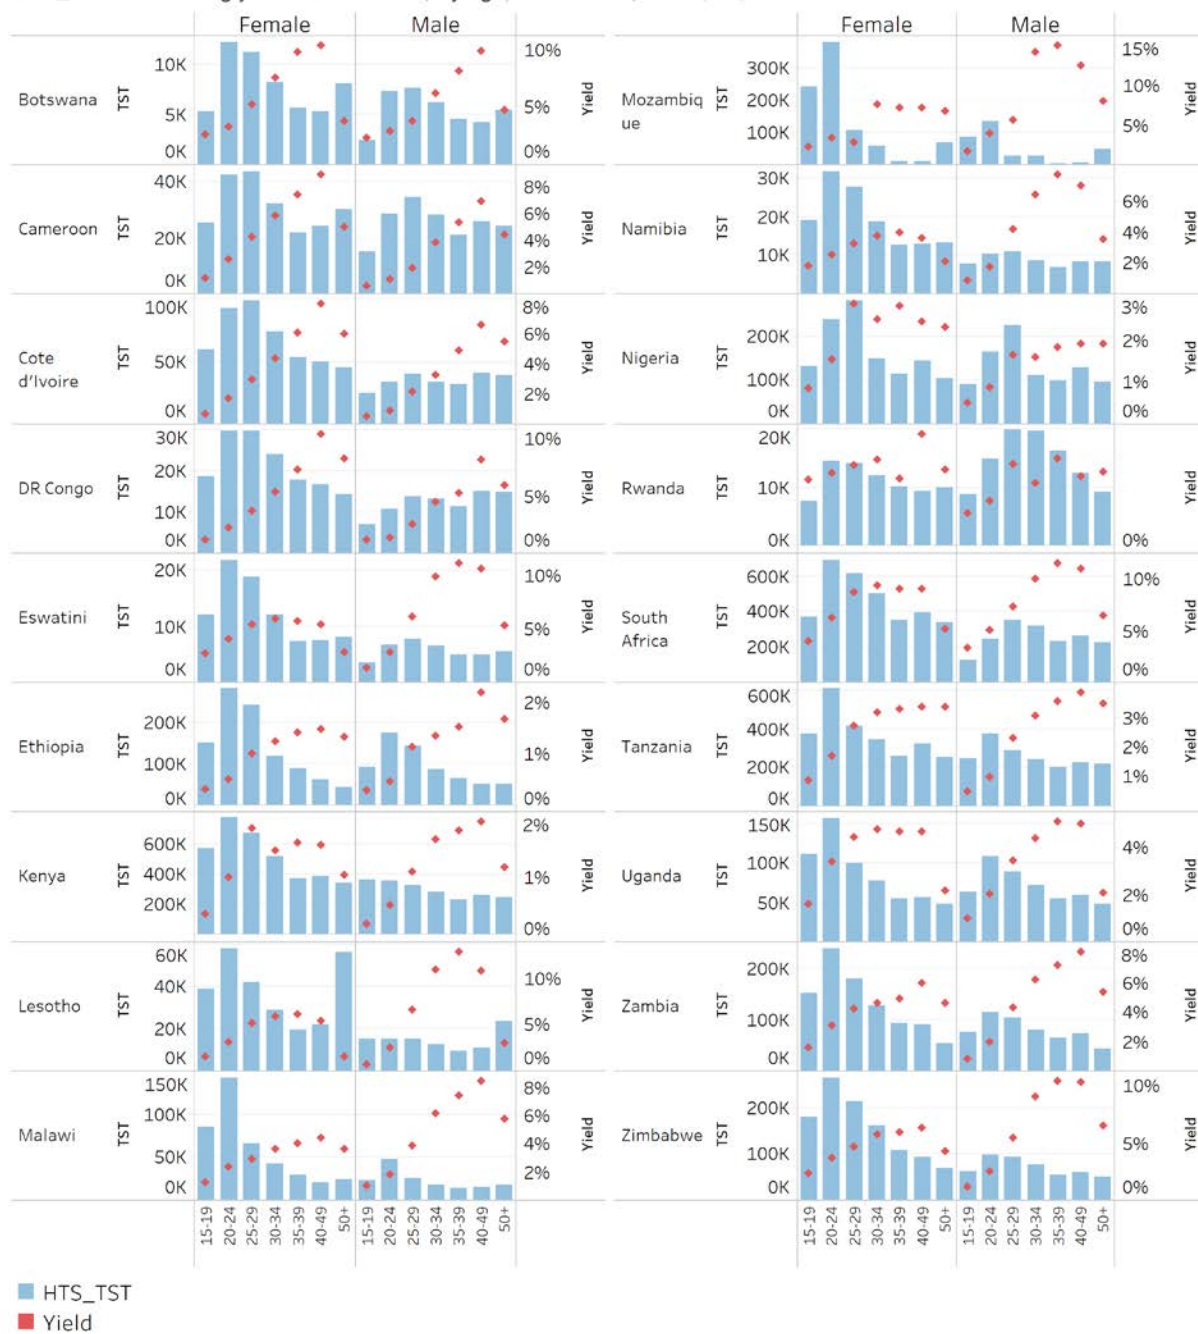 Female Male
Female Male
Botswana TST 10K 5K 0K 10% 5% 0% Yield
Cameroon TST 40K 20K 0K 8% 6% 4% 2% Yield
Cote d'Ivoire TST 100K 50K 0K 8% 6% 4% 2% Yield
DR Congo TST 30K 20K 10K 0K 10% 5% 0% Yield
Eswatini TST 20K 10K 0K 10% 5% 0% Yield
Ethiopia TST 200K 100K 0K 2% 1% 0% Yield
Kenya TST 600K 400K 200K 2% 1% 0% Yield
Lesotho TST 60K 40K 20K 0K 10% 5% 0% Yield
Malawi TST 150K 100K 50K 0K 8% 6% 4% 2% Yield
15-19 20-24 25-29 30-34 35-39 40-49 50+ 15-19 20-24 25-29 30-34 35-39 40-49 50+
Mozambiq
ue TST 300K 200K 100K 15% 10% 5% Yield
Namibia TST 30K 20K 10K 6% 4% 2% Yield
Nigeria TST 200K 100K 0K 3% 2% 1% 0% Yield
Rwanda TST 20K 10K 0K 0% Yield
South
Africa TST 600K 400K 200K 10% 5% 0% Yield
Tanzania TST 600K 400K 200K 0K 3% 2% 1% Yield
Uganda TST 150K 100K 50K 4% 2% 0% Yield
Zambia TST 200K 100K 0K 8% 6% 4% 2% Yield
Zimbabwe TST 200K 100K 0K 10% 5% 0% Yield
15-19 20-24 25-29 30-34 35-39 40-49 50+ 15-19 20-24 25-29 30-34 35-39 40-49 50+
HTS_TST
Yield